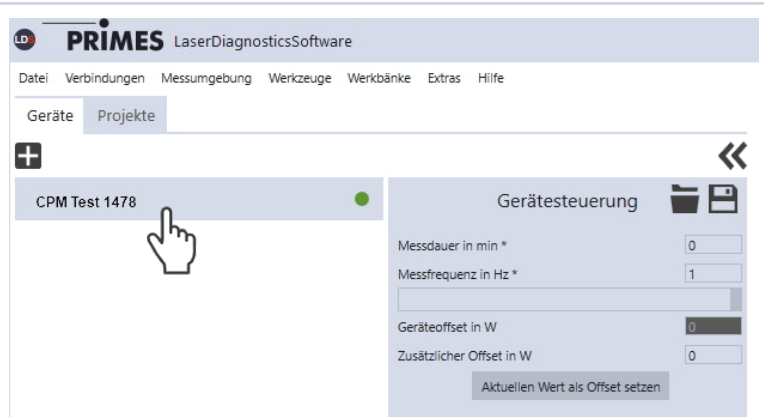 LDS PRIMES LaserDiagnosticsSoftware
Datei Verbindungen Messumgebung Werkzeuge Werkbänke Extras Hilfe
Geräte Projekte
CPM Test 1478
Gerätesteuerung
Messdauer in min * 0
Messfrequenz in Hz * 1
Geräteoffset in W 0
Zusätzlicher Offset in W 0
Aktuellen Wert als Offset setzen